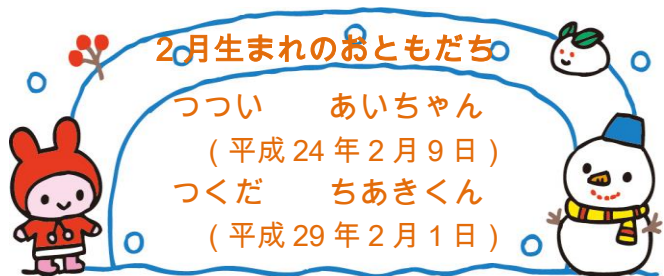 2月生まれのおともだち
つつい　　あいちゃん
(平成24年2月9日)
つくだ　　ちあきくん
(平成29年2月1日)